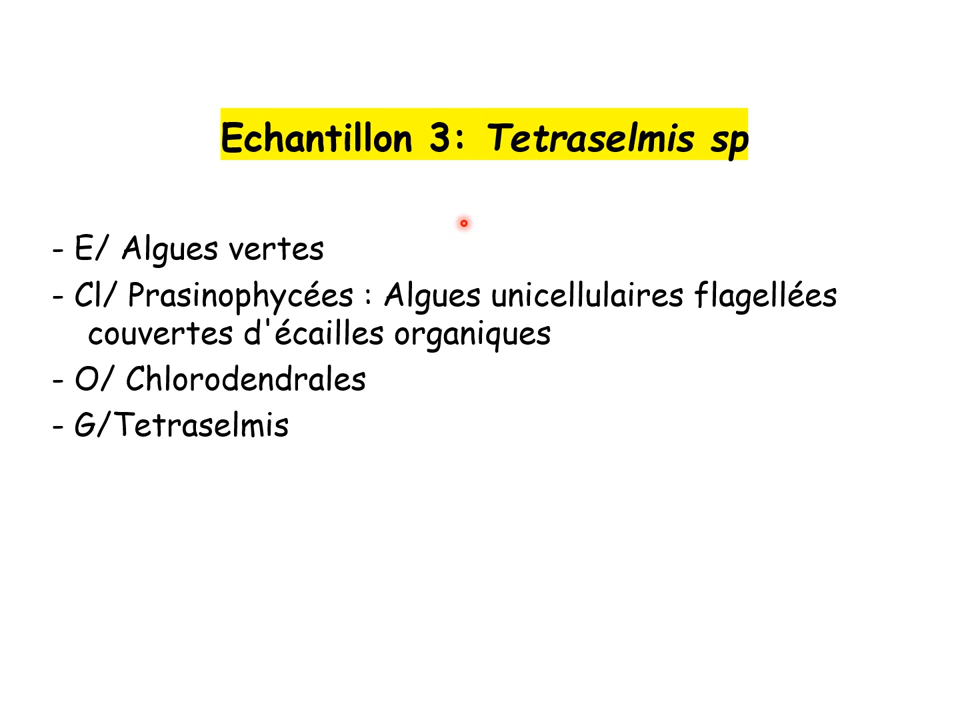 Echantillon 3: Tetraselmis sp
- E/ Algues vertes
- Cl/ Prasinophycées : Algues unicellulaires flagellées
couvertes d'écailles organiques
- O/ Chlorodendrales
- G/Tetraselmis